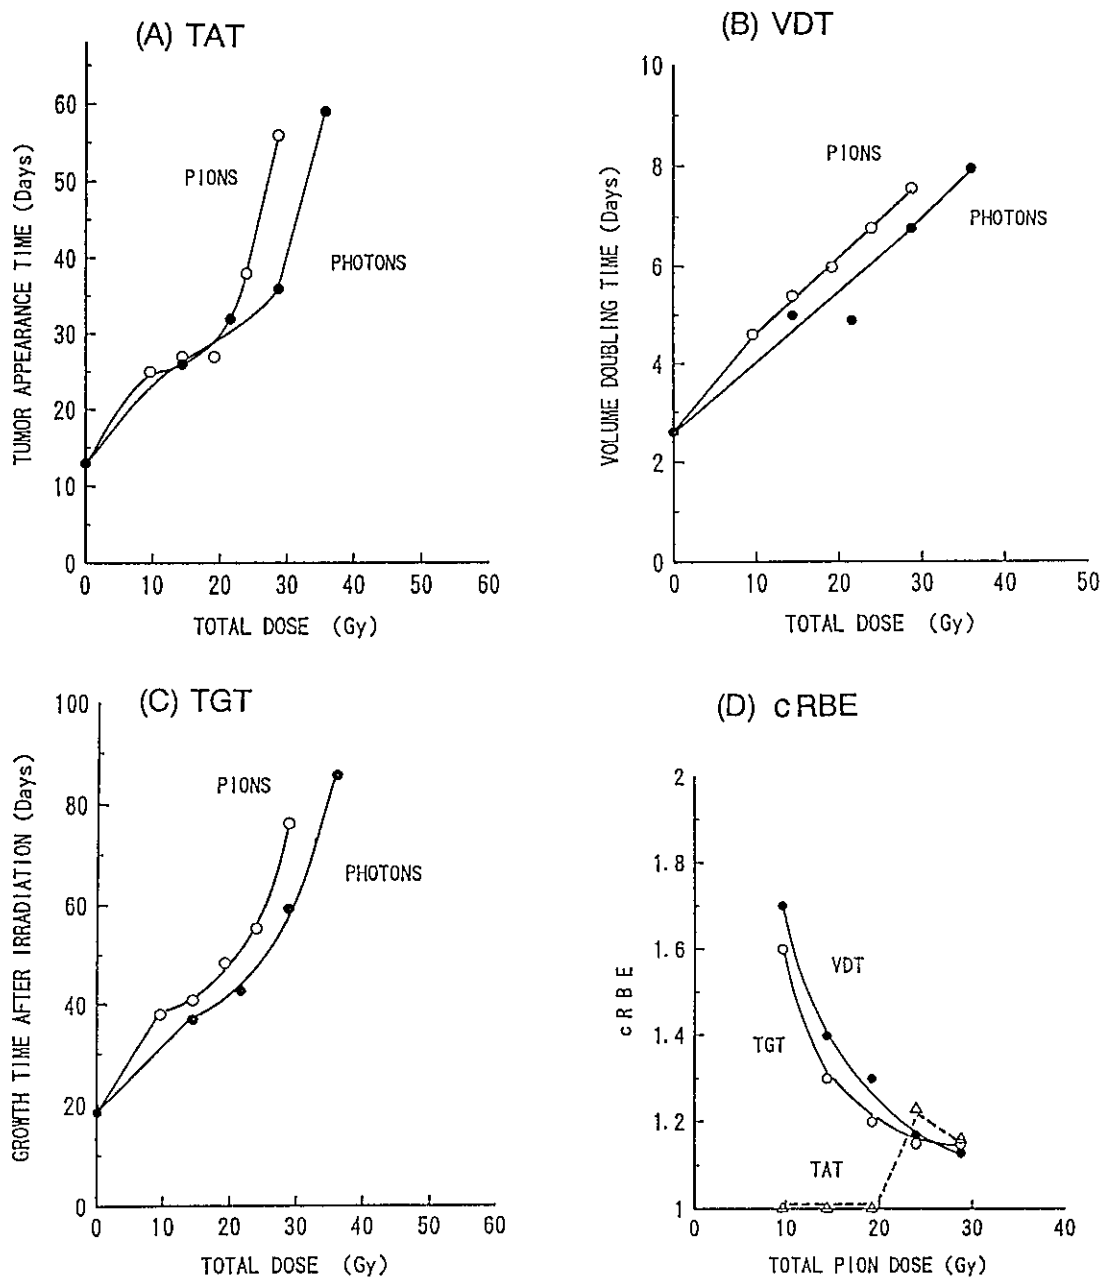 (A) TAT
TUMOR APPEARANCE TIME (Days)
60
50
40
30
20
10
0
PIONS
PHOTONS
0 10 20 30 40 50 60
TOTAL DOSE (Gy)
(B) VDT
VOLUME DOUBLING TIME (Days)
10
8
6
4
2
0
PIONS
PHOTONS
0 10 20 30 40 50
TOTAL DOSE (Gy)
(C) TGT
GROWTH TIME AFTER IRRADIATION (Days)
100
80
60
40
20
0
PIONS
PHOTONS
0 10 20 30 40 50 60
TOTAL DOSE (Gy)
(D) cRBE
cRBE
2
1.8
1.6
1.4
1.2
1
VDT
TGT
TAT
0 10 20 30 40
TOTAL PION DOSE (Gy)